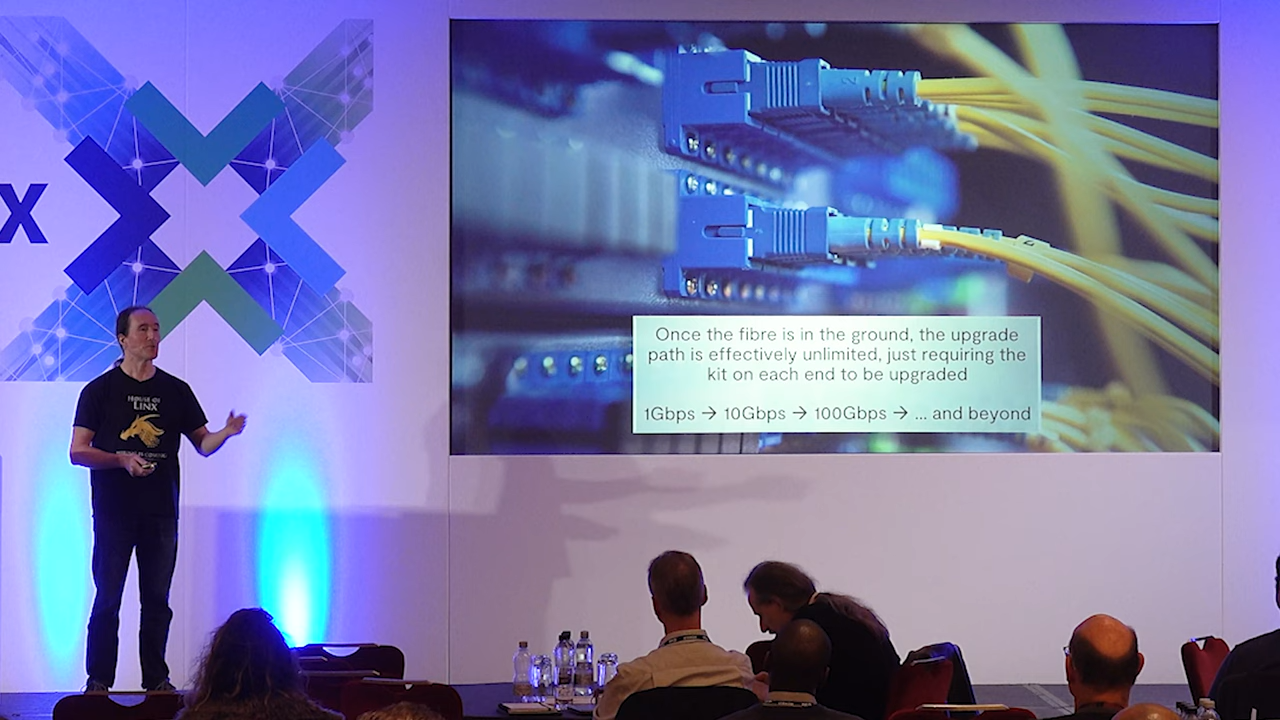 X
Once the fibre is in the ground, the upgrade
path is effectively unlimited, just requiring the
kit on each end to be upgraded
1Gbps → 10Gbps → 100Gbps → ... and beyond
HOUSE OF
LINX